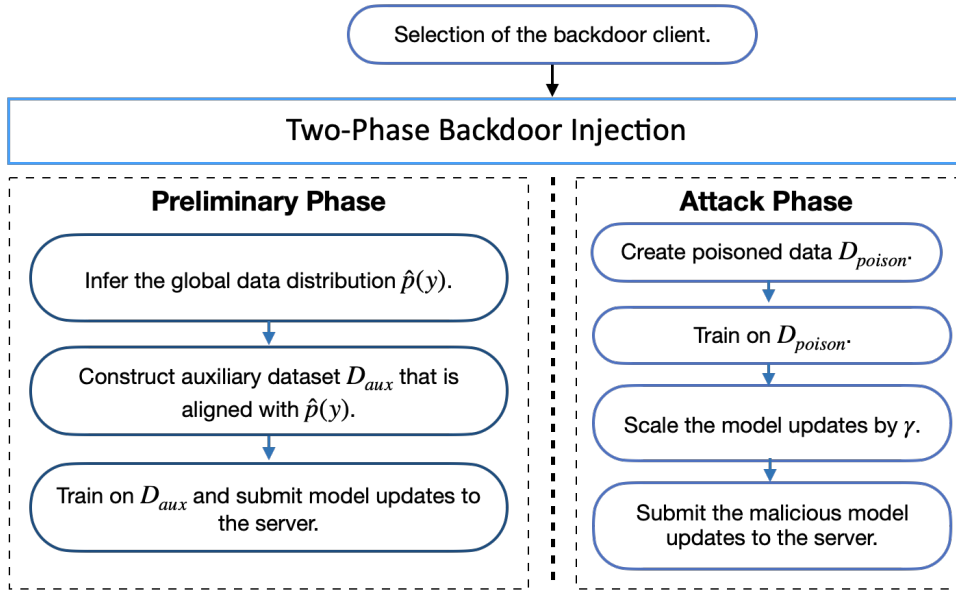 Selection of the backdoor client.
Two-Phase Backdoor Injection
Preliminary Phase
Infer the global data distribution p̂(y).
Construct auxiliary dataset D_aux that is
aligned with p̂(y).
Train on D_aux and submit model updates to
the server.
Attack Phase
Create poisoned data D_poison.
Train on D_poison.
Scale the model updates by γ.
Submit the malicious model
updates to the server.